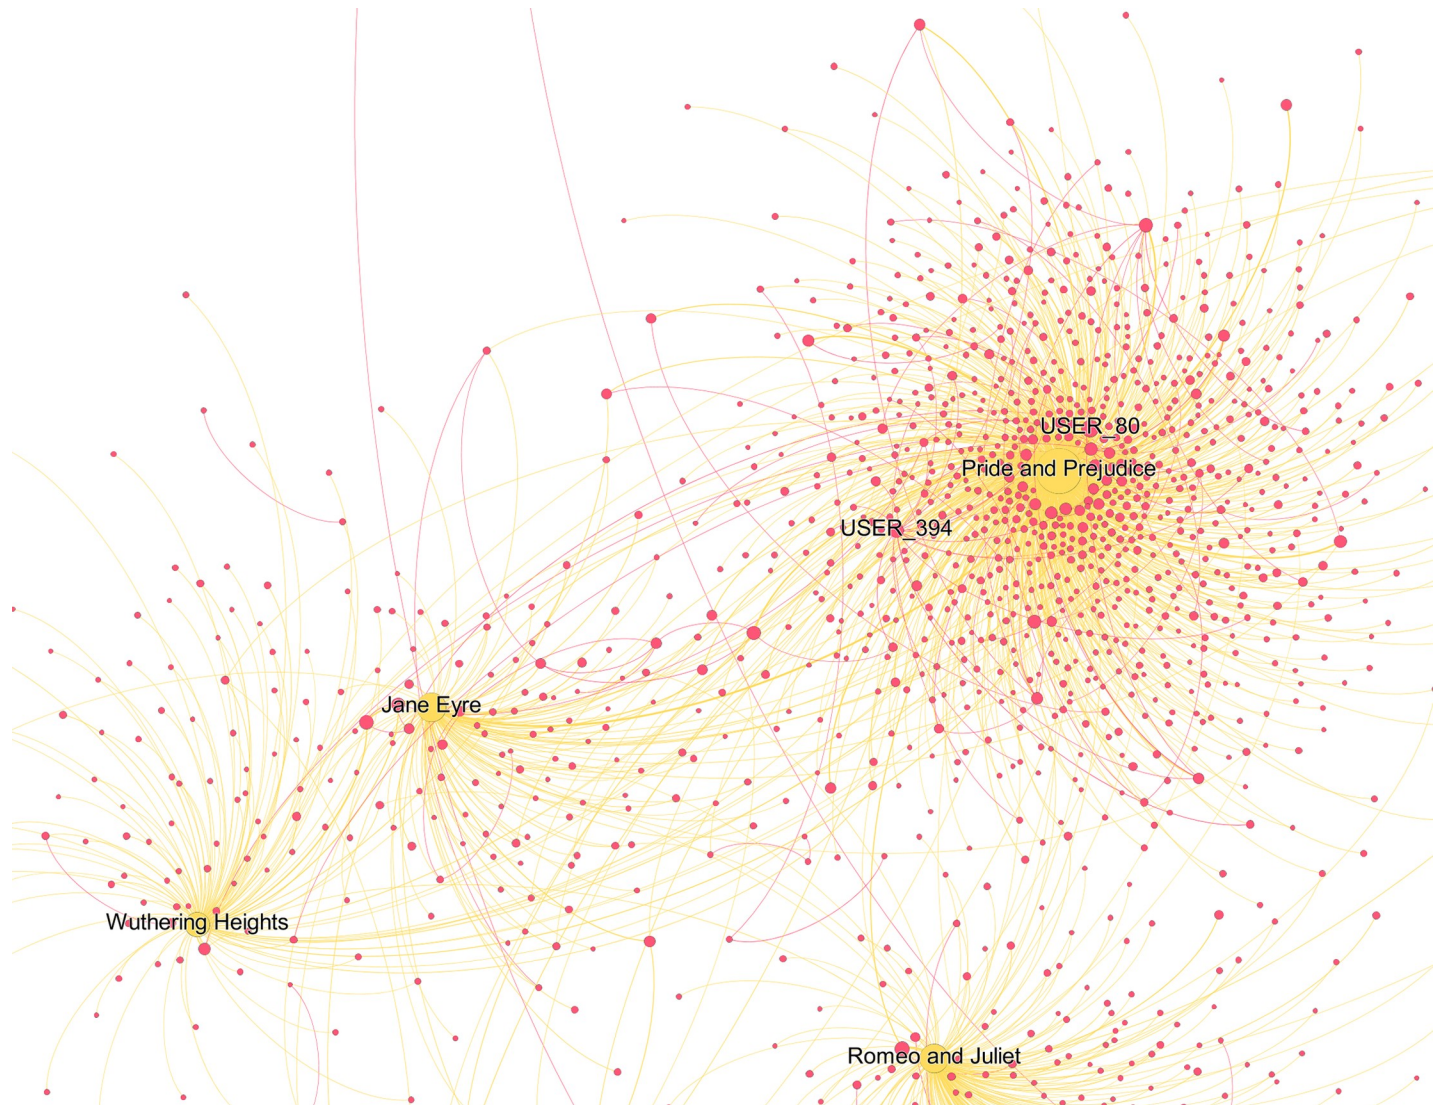 USER_80
Pride and Prejudice
USER_394
Jane Eyre
Wuthering Heights
Romeo and Juliet